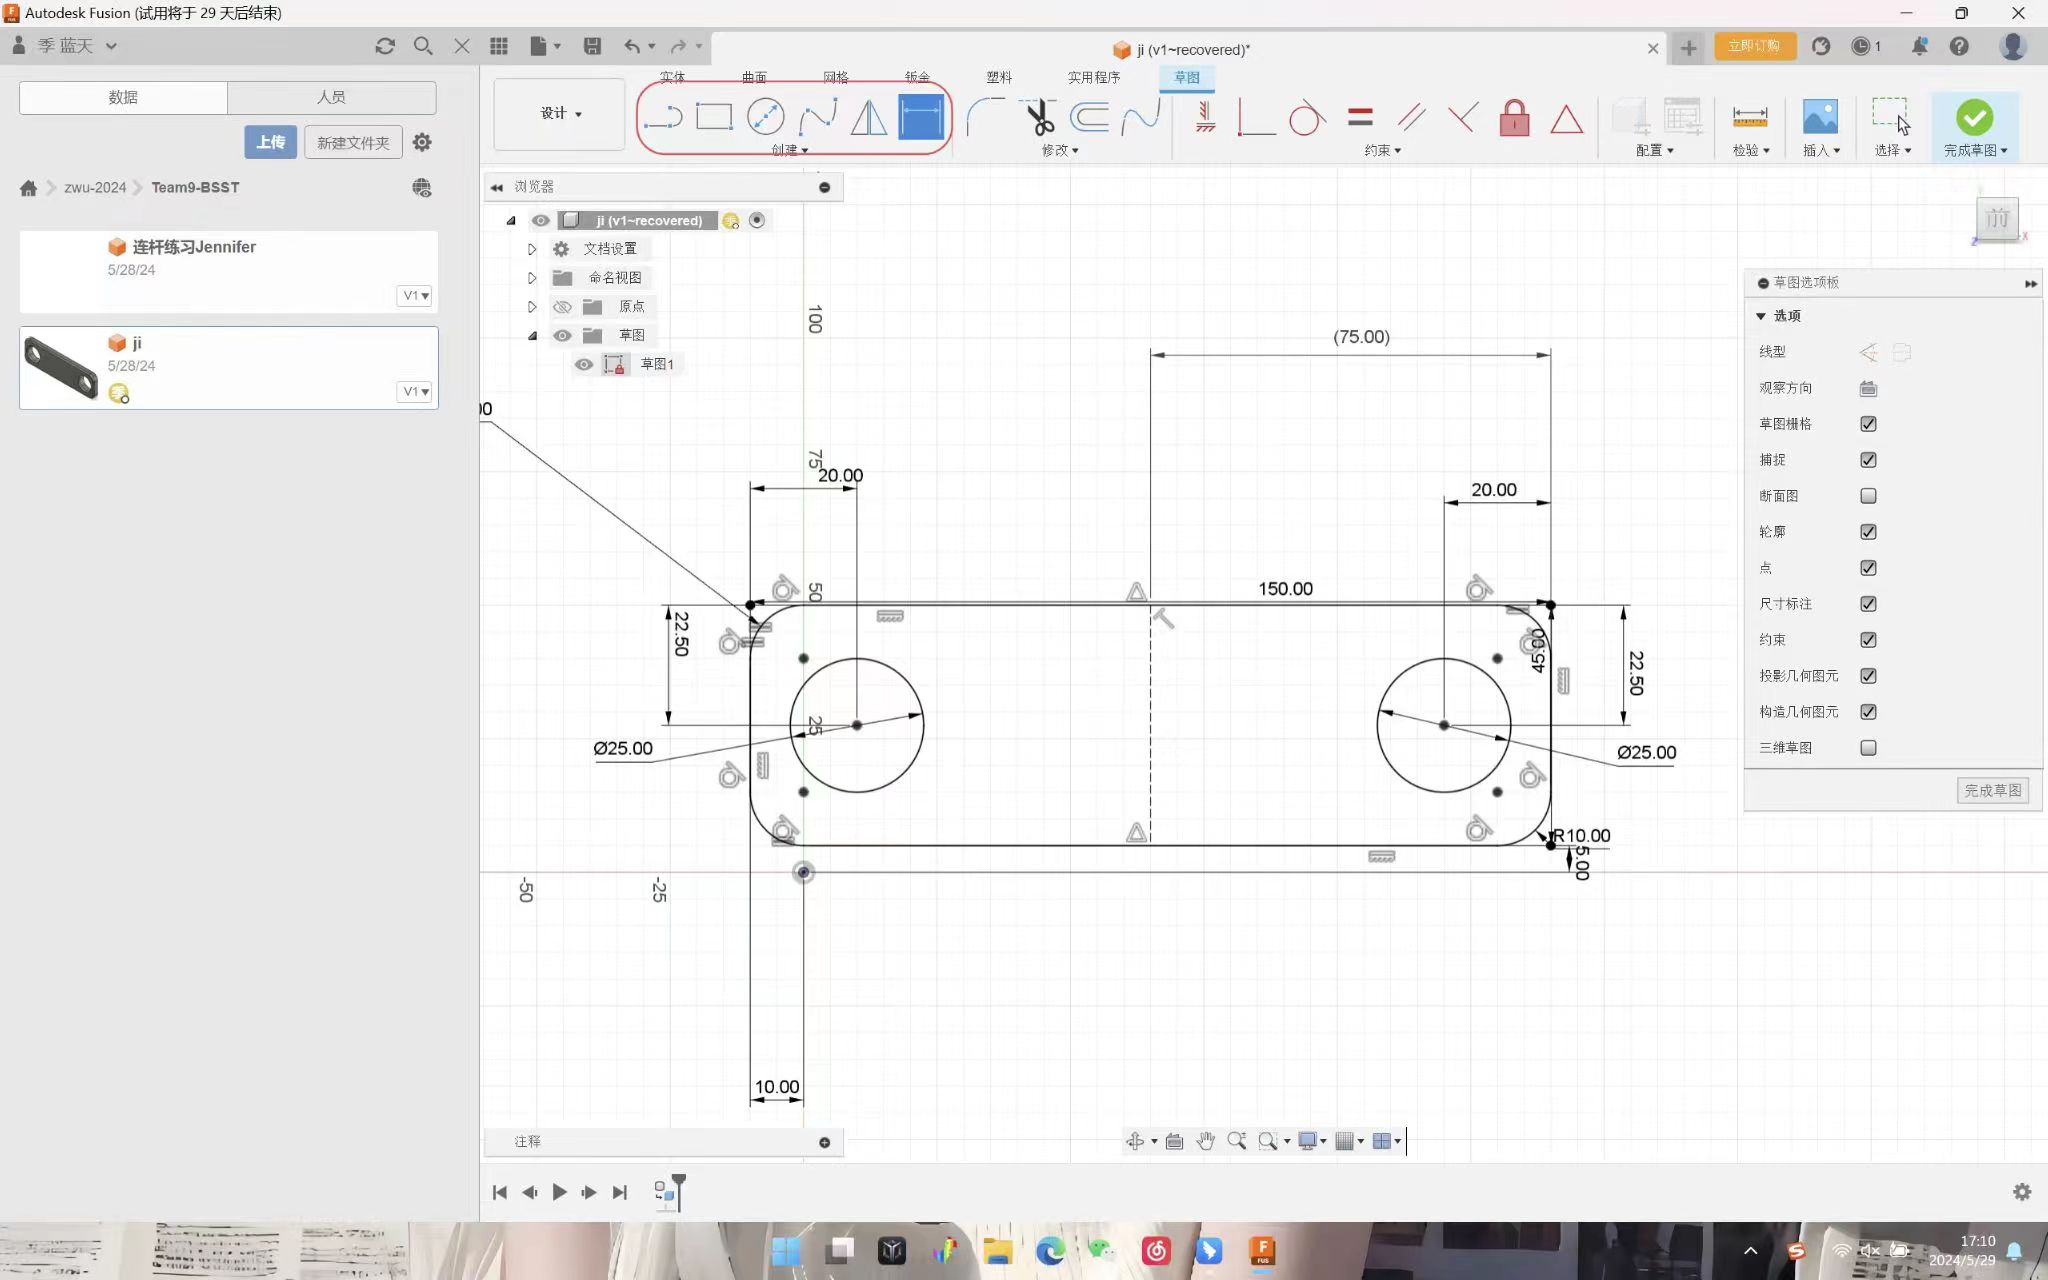 Autodesk Fusion (试用将于 29 天后结束)
季 蓝天
ji (v1~recovered)*
立即订购
1
数据
人员
上传
新建文件夹
zwu-2024
Team9-BSST
连杆练习Jennifer
5/28/24
V1
ji
5/28/24
季
V1
设计
实体
曲面
网格
钣金
塑料
实用程序
草图
创建
修改
约束
配置
检验
插入
选择
完成草图
浏览器
ji (v1~recovered)
季
文档设置
命名视图
原点
草图
草图1
前
Z
X
草图选项板
选项
线型
观察方向
草图栅格
捕捉
断面图
轮廓
点
尺寸标注
约束
投影几何图元
构造几何图元
三维草图
完成草图
100
(75.00)
75
20.00
20.00
50
150.00
22.50
45.00
22.50
25
Ø25.00
Ø25.00
R10.00
5.00
-50
-25
10.00
注释
17:10
2024/5/29